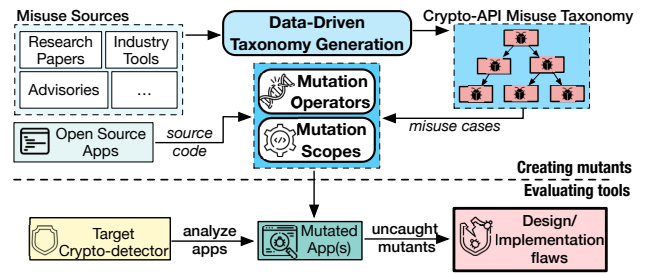 Misuse Sources
Research
Papers
Industry
Tools
Advisories
...
Data-Driven
Taxonomy Generation
Crypto-API Misuse Taxonomy
Mutation
Operators
Mutation
Scopes
Open Source
Apps
source
code
misuse cases
Creating mutants
Evaluating tools
Target
Crypto-detector
analyze
apps
Mutated
App(s)
uncaught
mutants
Design/
Implementation
flaws